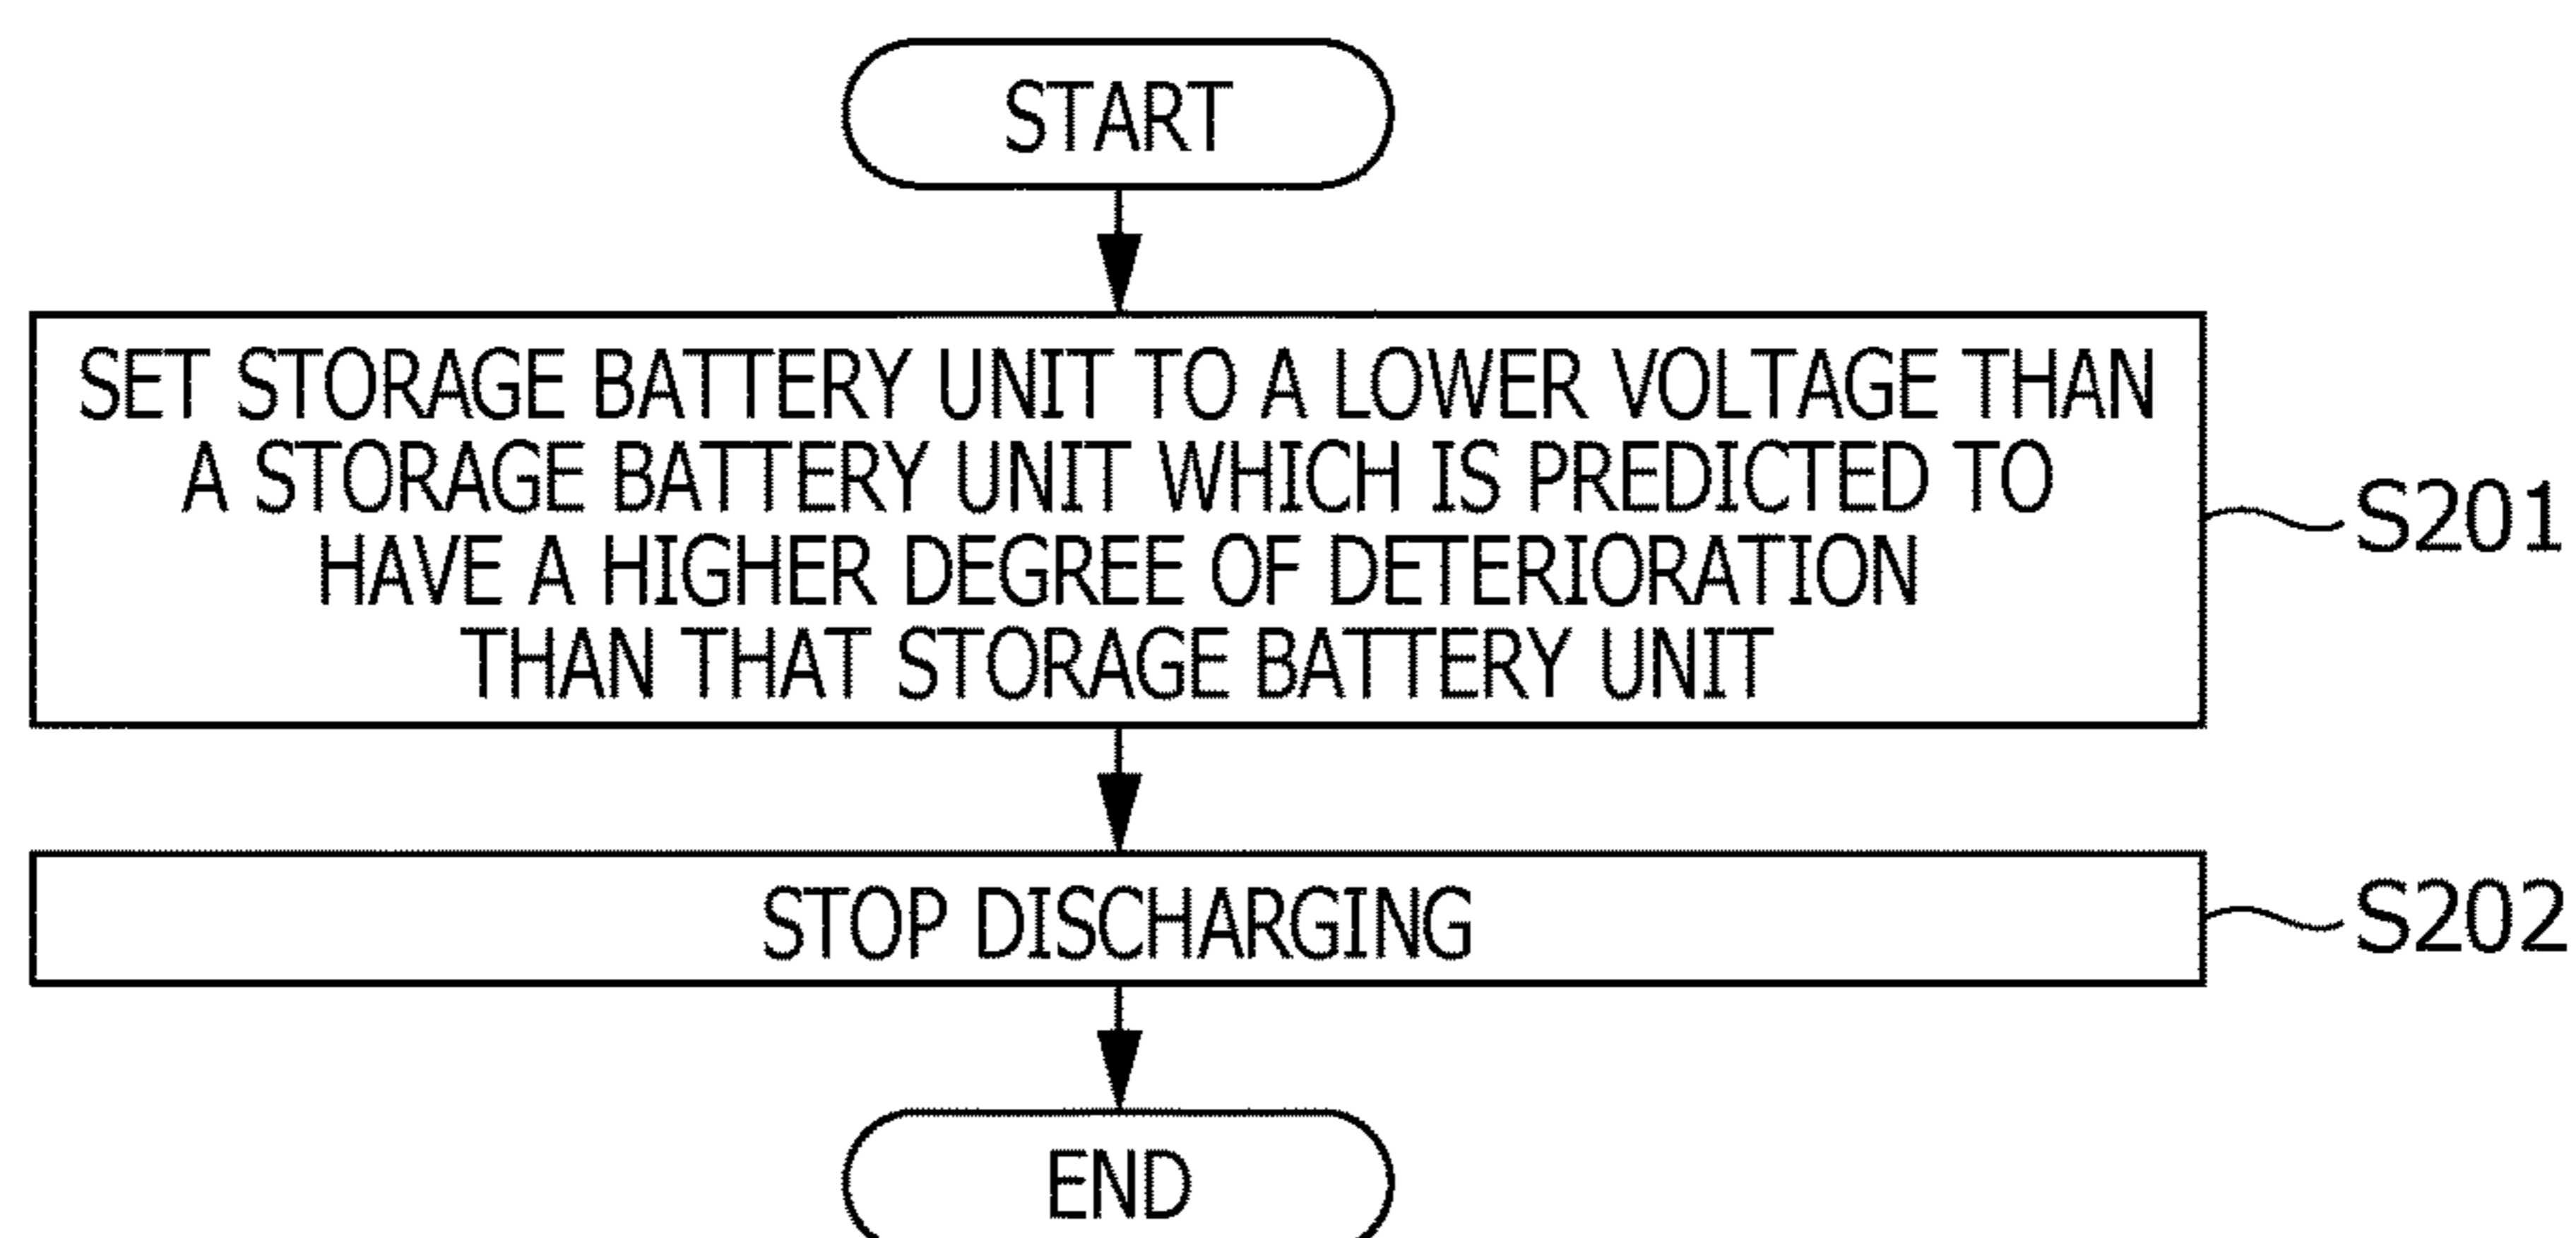 START
SET STORAGE BATTERY UNIT TO A LOWER VOLTAGE THAN
A STORAGE BATTERY UNIT WHICH IS PREDICTED TO
HAVE A HIGHER DEGREE OF DETERIORATION
THAN THAT STORAGE BATTERY UNIT
S201
STOP DISCHARGING
S202
END